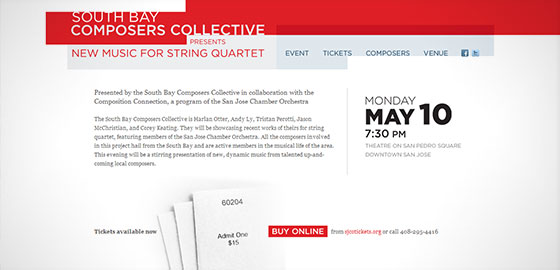 SOUTH BAY
COMPOSERS COLLECTIVE
PRESENTS
NEW MUSIC FOR STRING QUARTET
EVENT TICKETS COMPOSERS VENUE
Presented by the South Bay Composers Collective in collaboration with the
Composition Connection, a program of the San Jose Chamber Orchestra
The South Bay Composers Collective is Harlan Otter, Andy Ly, Tristan Perotti, Jason
McChristian, and Corey Keating. They will be showcasing recent works of theirs for string
quartet, featuring members of the San Jose Chamber Orchestra. All the composers involved
in this project hail from the South Bay and are active members in the musical life of the area.
This evening will be a stirring presentation of new, dynamic music from talented up-and-
coming local composers.
MONDAY
MAY 10
7:30 PM
THEATRE ON SAN PEDRO SQUARE
DOWNTOWN SAN JOSE
60204
Admit One
$15
Tickets available now
BUY ONLINE from sjcotickets.org or call 408-295-4416